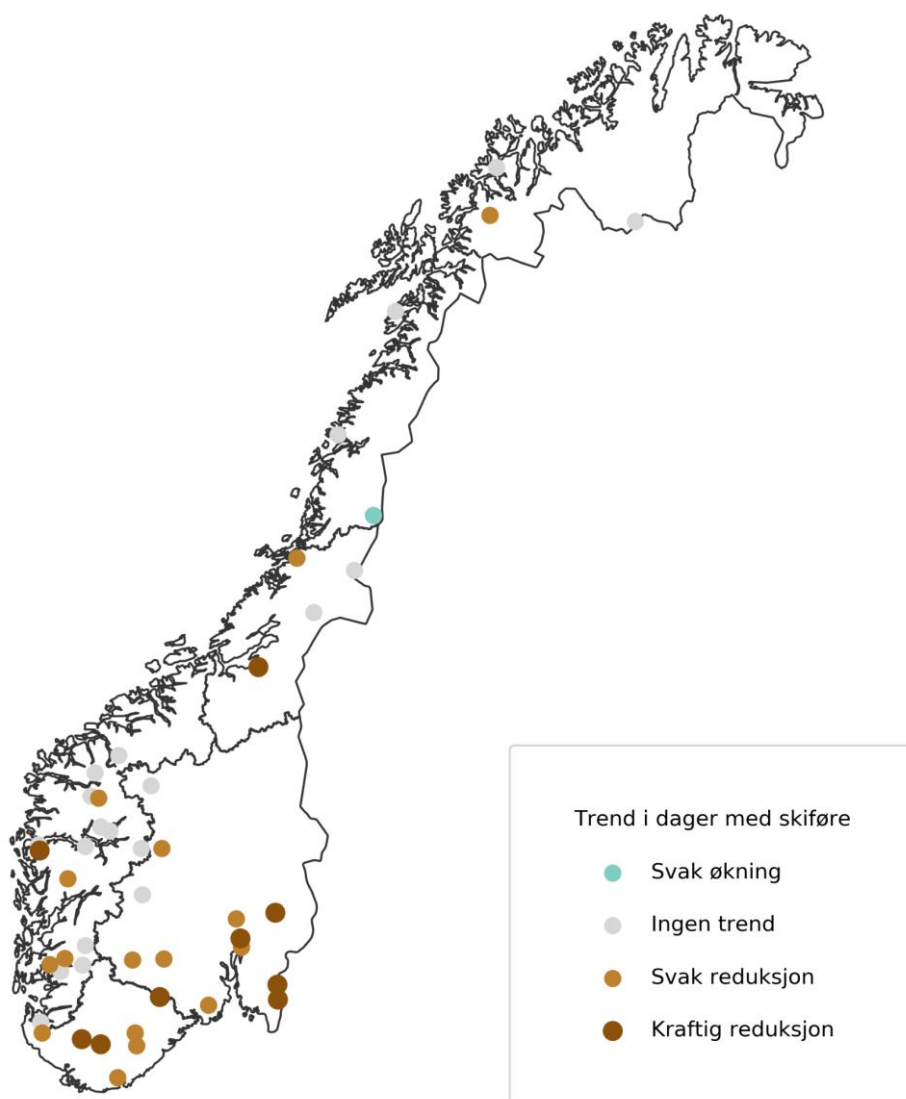 Trend i dager med skiføre
Svak økning
Ingen trend
Svak reduksjon
Kraftig reduksjon